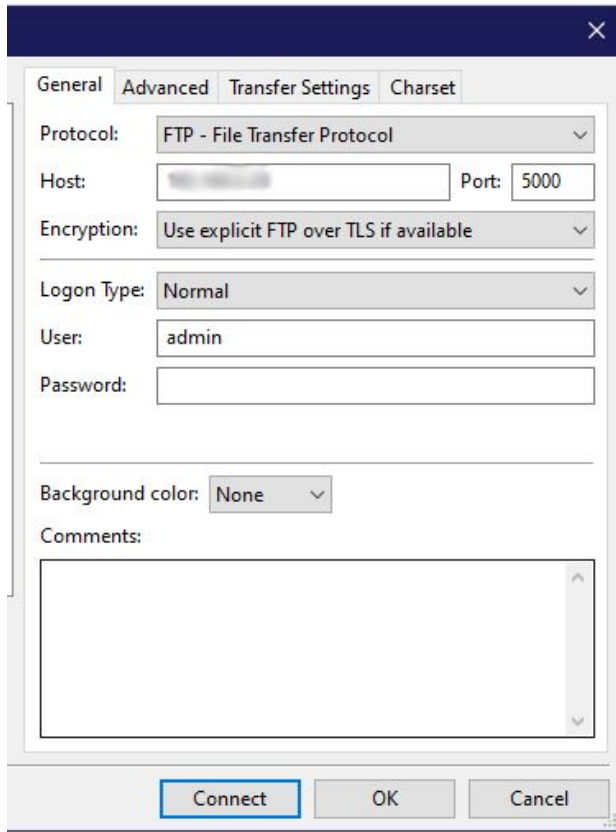 General Advanced Transfer Settings Charset
Protocol: FTP - File Transfer Protocol
Host: Port: 5000
Encryption: Use explicit FTP over TLS if available
Logon Type: Normal
User: admin
Password:
Background color: None
Comments:
Connect OK Cancel